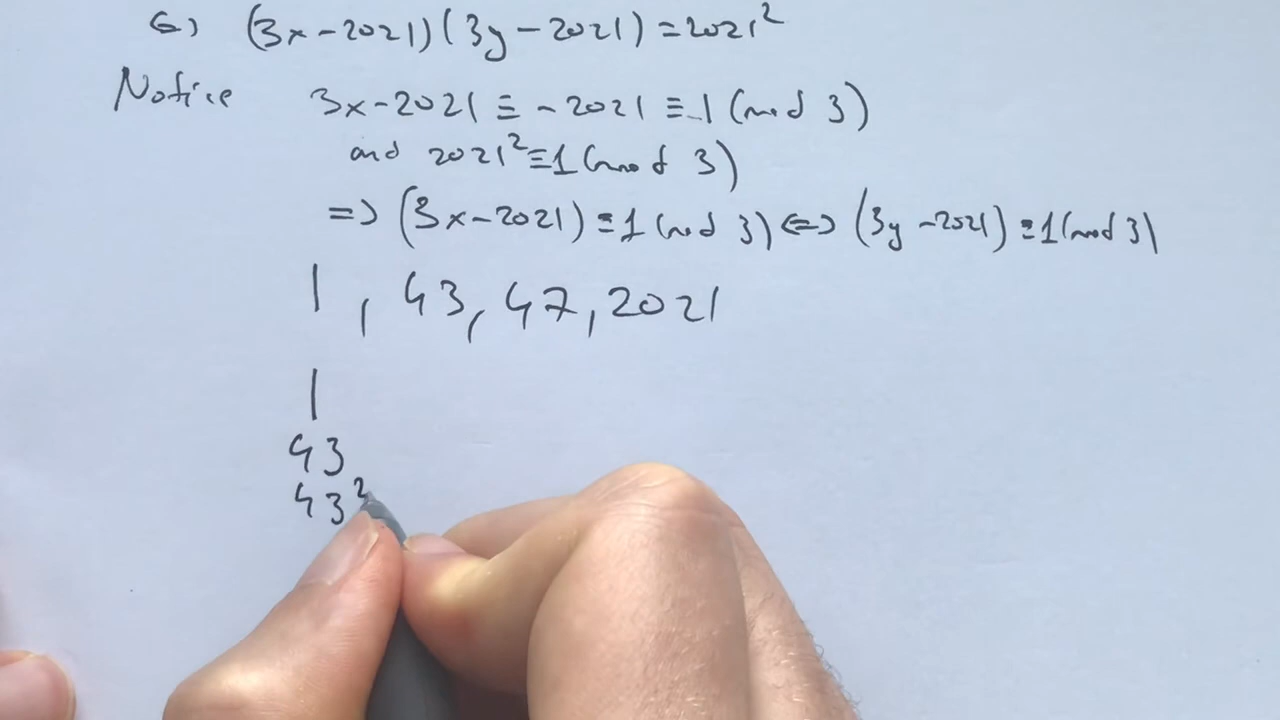 ⇔ (3x-2021)(3y-2021)=2021²
Notice 3x-2021 ≡ -2021 ≡ 1 (mod 3)
and 2021² ≡ 1 (mod 3)
=> (3x-2021) ≡ 1 (mod 3) <=> (3y-2021) ≡ 1 (mod 3)
1, 43, 47, 2021
1
43
43²